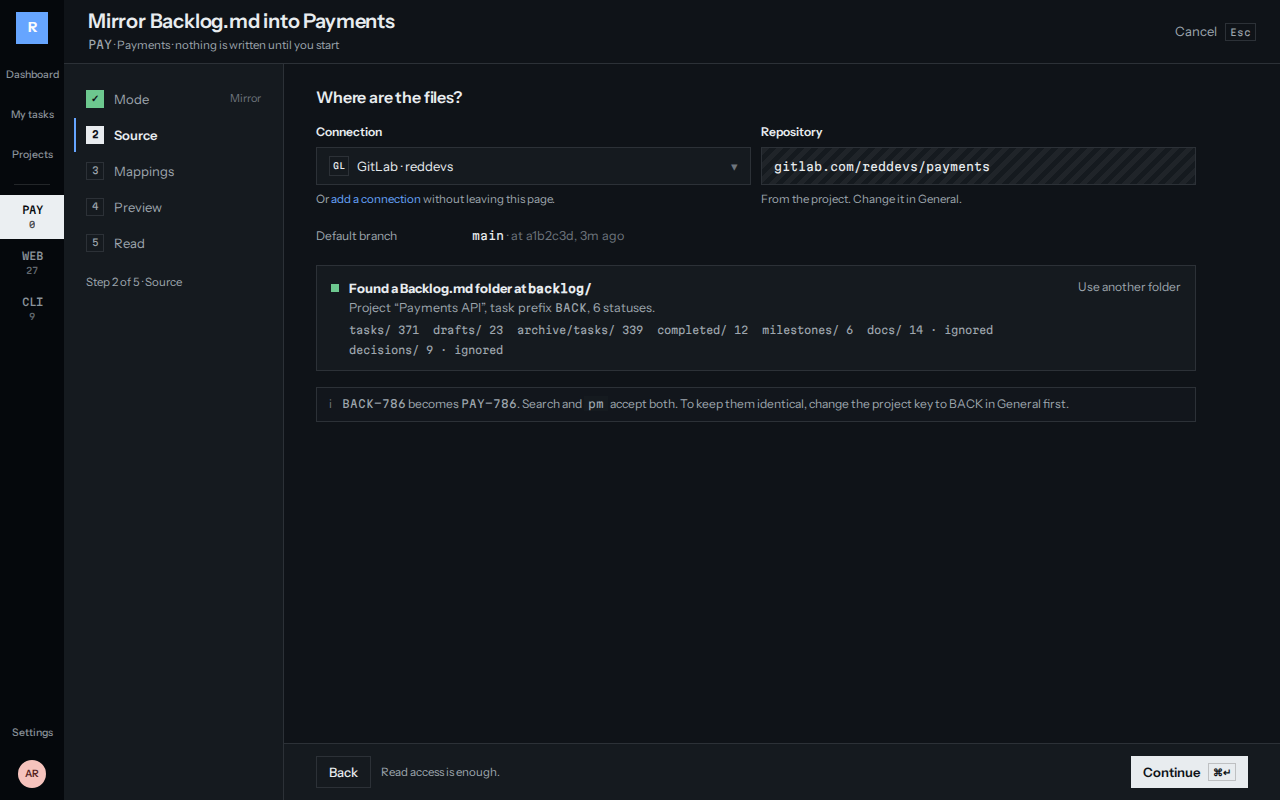 R
Mirror Backlog.md into Payments
PAY · Payments · nothing is written until you start
Cancel Esc
Dashboard
My tasks
Projects
PAY
0
WEB
27
CLI
9
Settings
AR
✓ Mode Mirror
2 Source
3 Mappings
4 Preview
5 Read
Step 2 of 5 · Source
Where are the files?
Connection
GL GitLab · reddevs ▾
Or add a connection without leaving this page.
Repository
gitlab.com/reddevs/payments
From the project. Change it in General.
Default branch main · at a1b2c3d, 3m ago
Found a Backlog.md folder at backlog/
Use another folder
Project “Payments API”, task prefix BACK, 6 statuses.
tasks/ 371 drafts/ 23 archive/tasks/ 339 completed/ 12 milestones/ 6 docs/ 14 · ignored
decisions/ 9 · ignored
i BACK-786 becomes PAY-786. Search and pm accept both. To keep them identical, change the project key to BACK in General first.
Back Read access is enough.
Continue ⌘↵